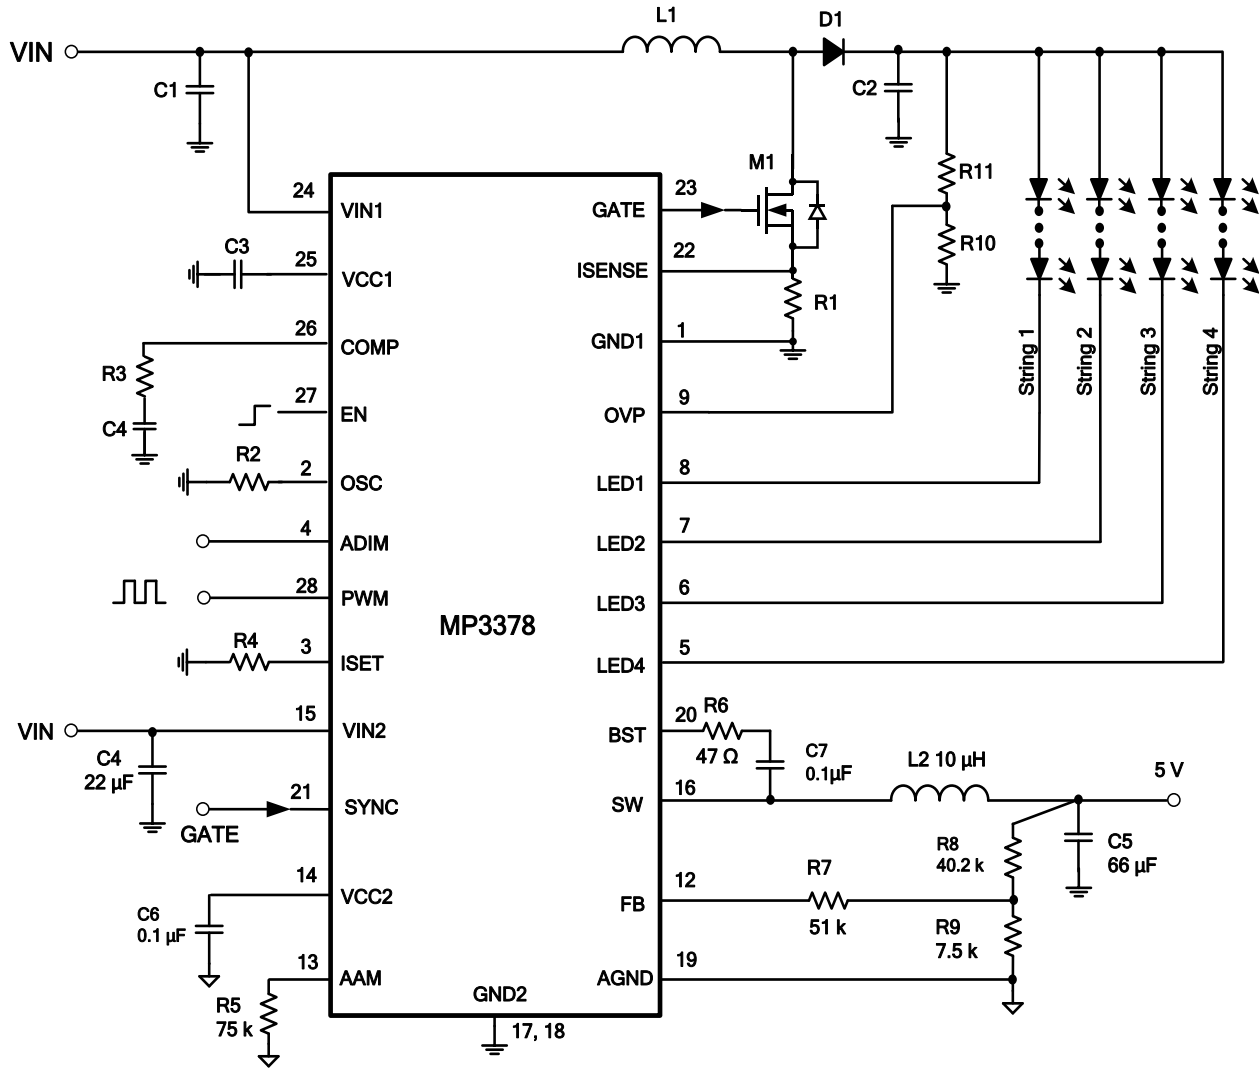 L1
D1
VIN
C1
C2
M1
R11
R10
24
VIN1
23
GATE
C3
25
VCC1
22
ISENSE
R1
26
COMP
1
GND1
R3
C4
27
EN
9
OVP
String 1
String 2
String 3
String 4
R2
2
OSC
8
LED1
4
ADIM
7
LED2
28
PWM
6
LED3
MP3378
R4
3
ISET
5
LED4
VIN
15
VIN2
20
BST
R6
47 Ω
C7
0.1µF
C4
22 µF
L2 10 µH
5 V
21
SYNC
GATE
16
SW
R8
40.2 k
C5
66 µF
14
VCC2
12
FB
R7
51 k
C6
0.1 µF
R9
7.5 k
13
AAM
19
AGND
R5
75 k
GND2
17, 18